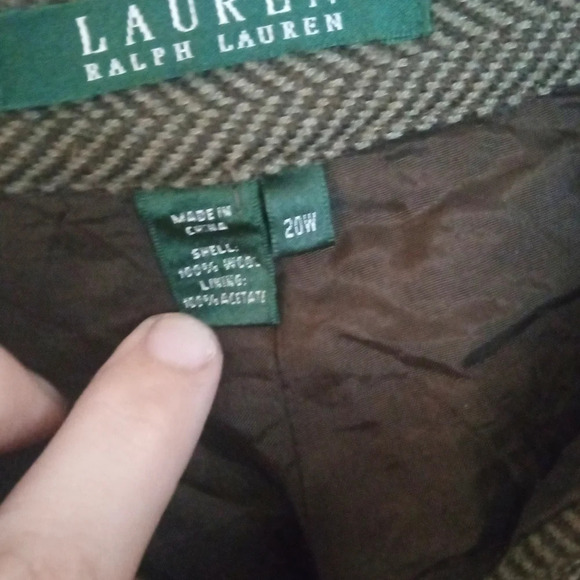 LAUREN
RALPH LAUREN
MADE IN
CHINA
SHELL:
100% WOOL
LINING:
100% ACETATE
20W